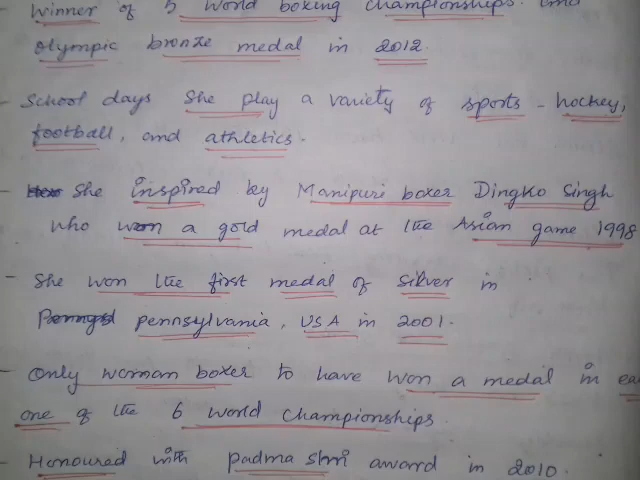 Winner of 5 World boxing championships. and
olympic bronze medal in 2012.
- School days she play a variety of sports - hockey,
football, and athletics.
- She inspired by Manipuri boxer Dingko Singh
who won a gold medal at the Asian game 1998
- She won the first medal of silver in
pennsylvania, USA in 2001.
- Only woman boxer to have won a medal in ea
one of the 6 world championships.
- Honoured with padma shri award in 2010.